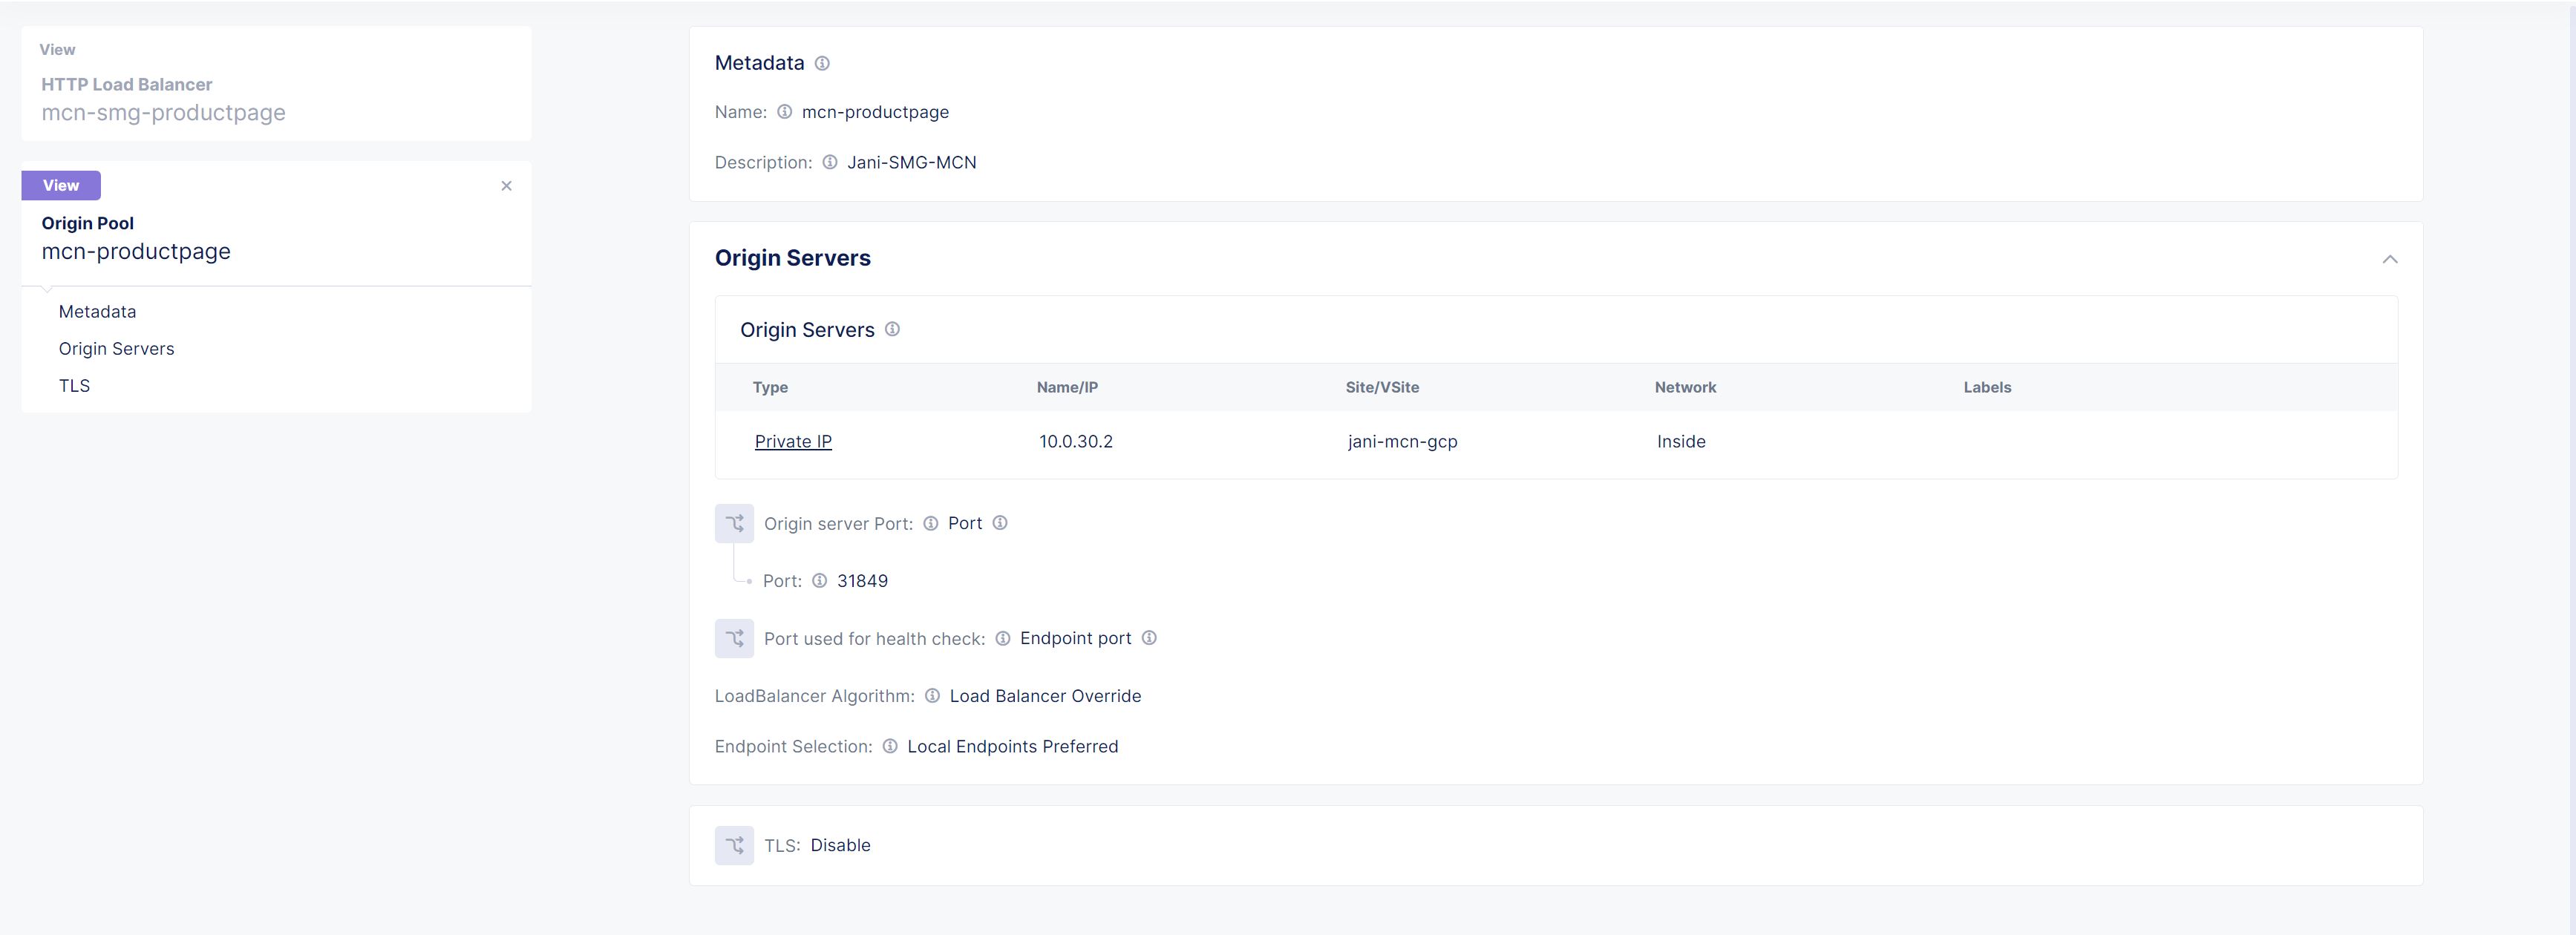 View
HTTP Load Balancer
mcn-smg-productpage
View
Origin Pool
mcn-productpage
Metadata
Origin Servers
TLS
Metadata
Name: mcn-productpage
Description: Jani-SMG-MCN
Origin Servers
Origin Servers
Type Name/IP Site/VSite Network Labels
Private IP 10.0.30.2 jani-mcn-gcp Inside
Origin server Port: Port
Port: 31849
Port used for health check: Endpoint port
LoadBalancer Algorithm: Load Balancer Override
Endpoint Selection: Local Endpoints Preferred
TLS: Disable